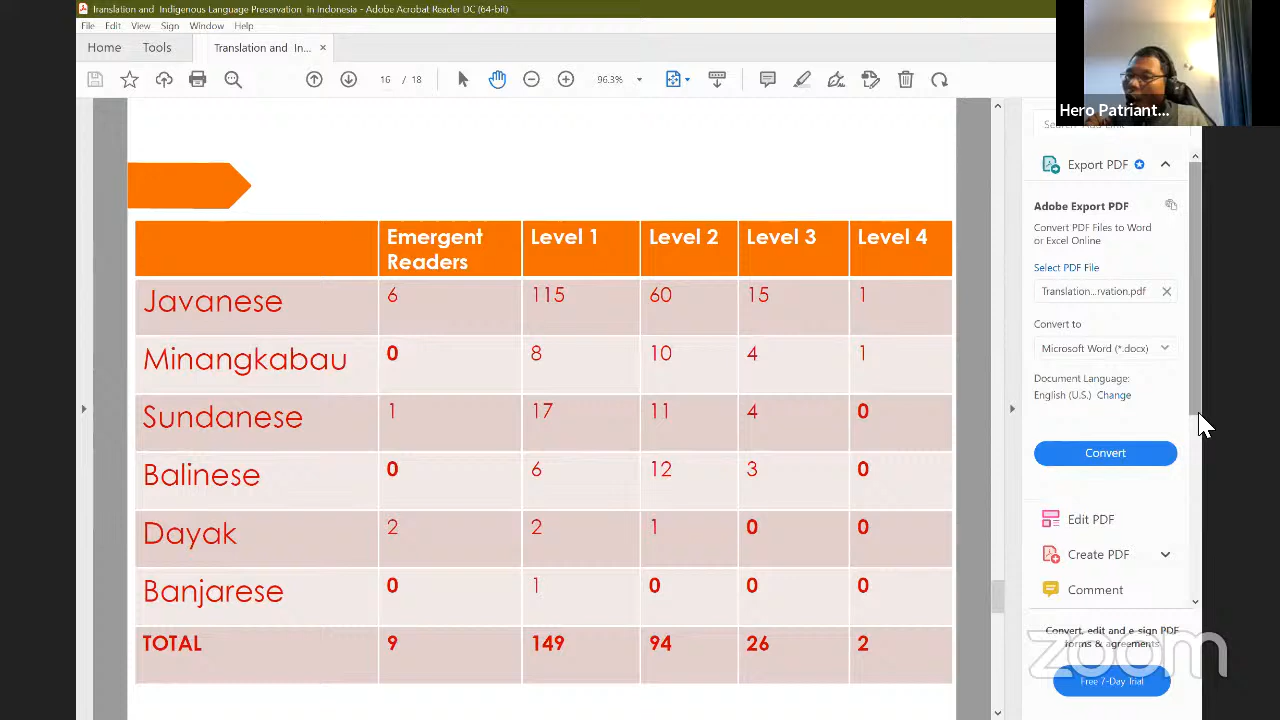 Translation and Indigenous Language Preservation in Indonesia - Adobe Acrobat Reader DC (64-bit)
File Edit View Sign Window Help
Home Tools Translation and In... ×
16 / 18 96.3%
Hero Patriant...
Export PDF
Adobe Export PDF
Convert PDF Files to Word
or Excel Online
Select PDF File
Translation...rvation.pdf
Convert to
Microsoft Word (*.docx)
Document Language:
English (U.S.) Change
Convert
Edit PDF
Create PDF
Comment
Convert, edit and e-sign PDF
forms & agreements
Free 7-Day Trial
zoom
Emergent Readers Level 1 Level 2 Level 3 Level 4
Javanese 6 115 60 15 1
Minangkabau 0 8 10 4 1
Sundanese 1 17 11 4 0
Balinese 0 6 12 3 0
Dayak 2 2 1 0 0
Banjarese 0 1 0 0 0
TOTAL 9 149 94 26 2